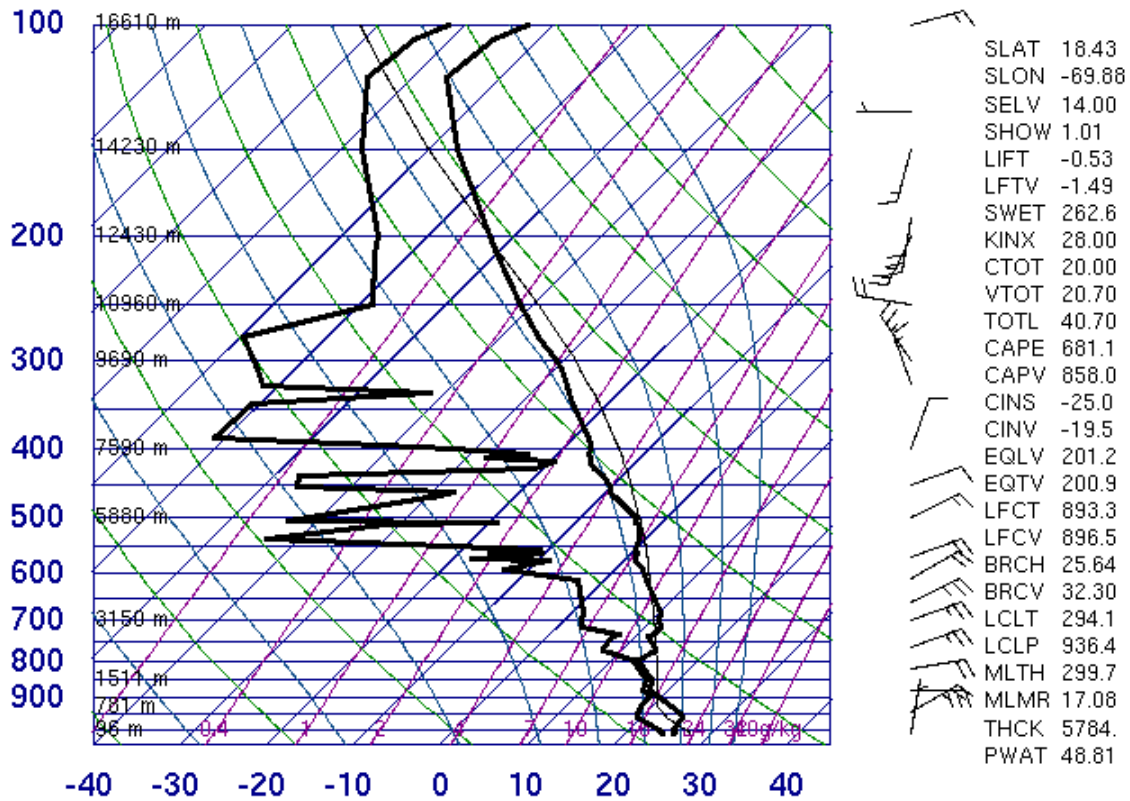 100 16610 m
14230 m
200 12430 m
10960 m
300 9690 m
400 7590 m
500 5880 m
600
700 3150 m
800
1511 m
900
781 m
96 m 0.4 1 2 4 7 10 16 24 32 40g/kg
-40 -30 -20 -10 0 10 20 30 40
SLAT 18.43
SLON -69.88
SELV 14.00
SHOW 1.01
LIFT -0.53
LFTV -1.49
SWET 262.6
KINX 28.00
CTOT 20.00
VTOT 20.70
TOTL 40.70
CAPE 681.1
CAPV 858.0
CINS -25.0
CINV -19.5
EQLV 201.2
EQTV 200.9
LFCT 893.3
LFCV 896.5
BRCH 25.64
BRCV 32.30
LCLT 294.1
LCLP 936.4
MLTH 299.7
MLMR 17.08
THCK 5784.
PWAT 48.81